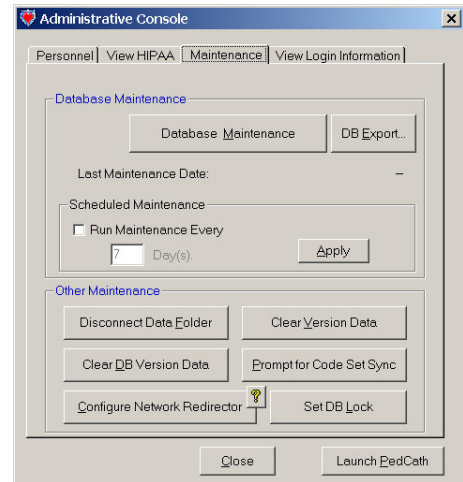 Administrative Console
Personnel View HIPAA Maintenance View Login Information
Database Maintenance
Database Maintenance DB Export...
Last Maintenance Date: –
Scheduled Maintenance
Run Maintenance Every
7 Day(s).
Apply
Other Maintenance
Disconnect Data Folder Clear Version Data
Clear DB Version Data Prompt for Code Set Sync
Configure Network Redirector ? Set DB Lock
Close Launch PedCath